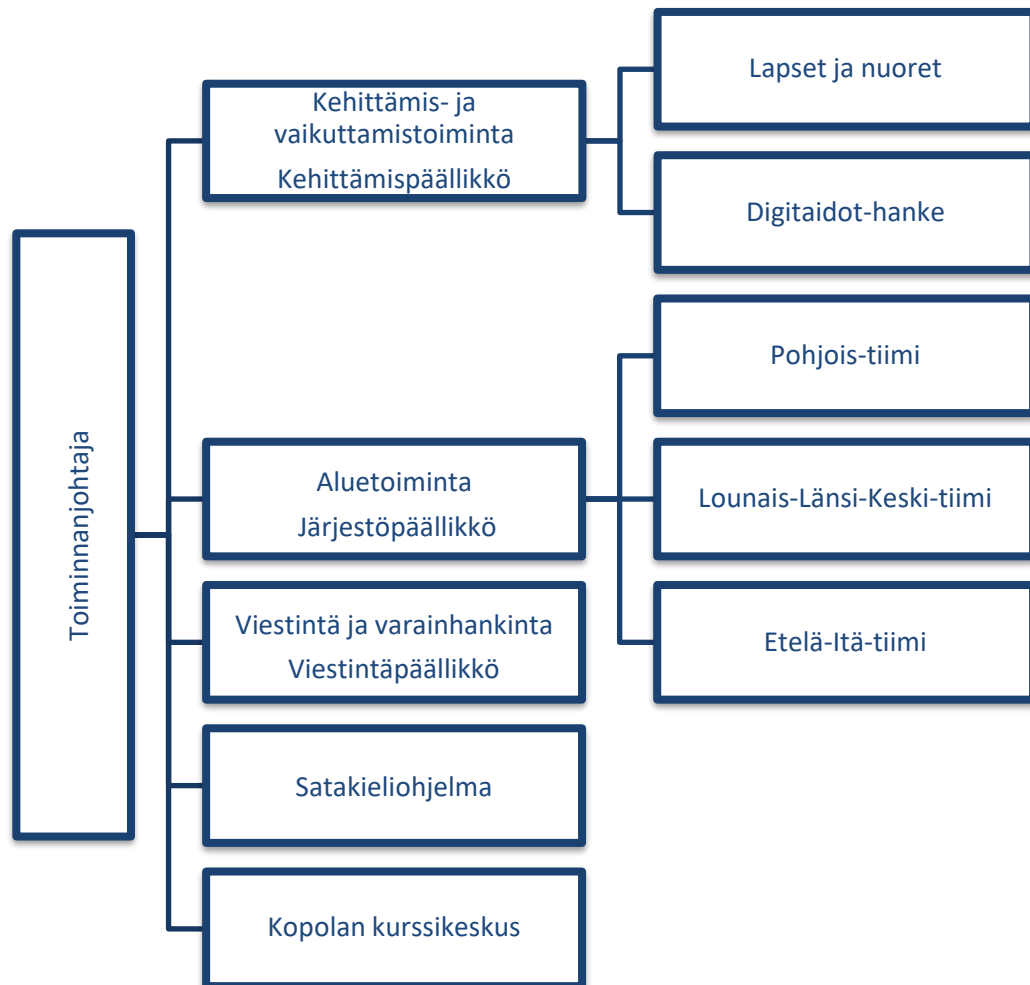 Toiminnanjohtaja
Kehittämis- ja
vaikuttamistoiminta
Kehittämispäällikkö
Lapset ja nuoret
Digitaidot-hanke
Aluetoiminta
Järjestöpäällikkö
Pohjois-tiimi
Lounais-Länsi-Keski-tiimi
Etelä-Itä-tiimi
Viestintä ja varainhankinta
Viestintäpäällikkö
Satakieliohjelma
Kopolan kurssikeskus